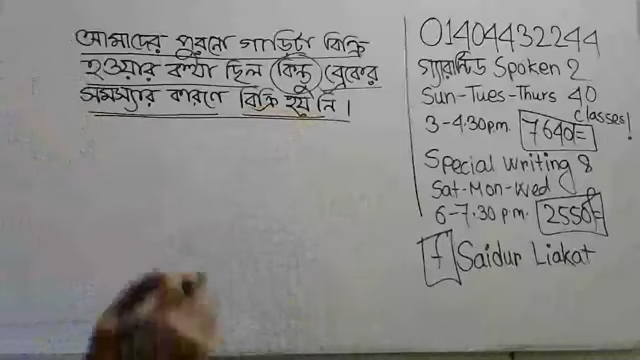 আমাদের পুরনো গাড়িটা বিক্রি
হওয়ার কথা ছিল কিন্তু ব্রেকের
সমস্যার কারণে বিক্রি হয় নি।
01404432244
গ্যারান্টিড Spoken 2
Sun-Tues-Thurs 40
classes!
3-4.30pm. 7640/=
Special Writing 8
Sat-Mon-Wed
6-7.30 pm. 2550/=
f Saidur Liakat